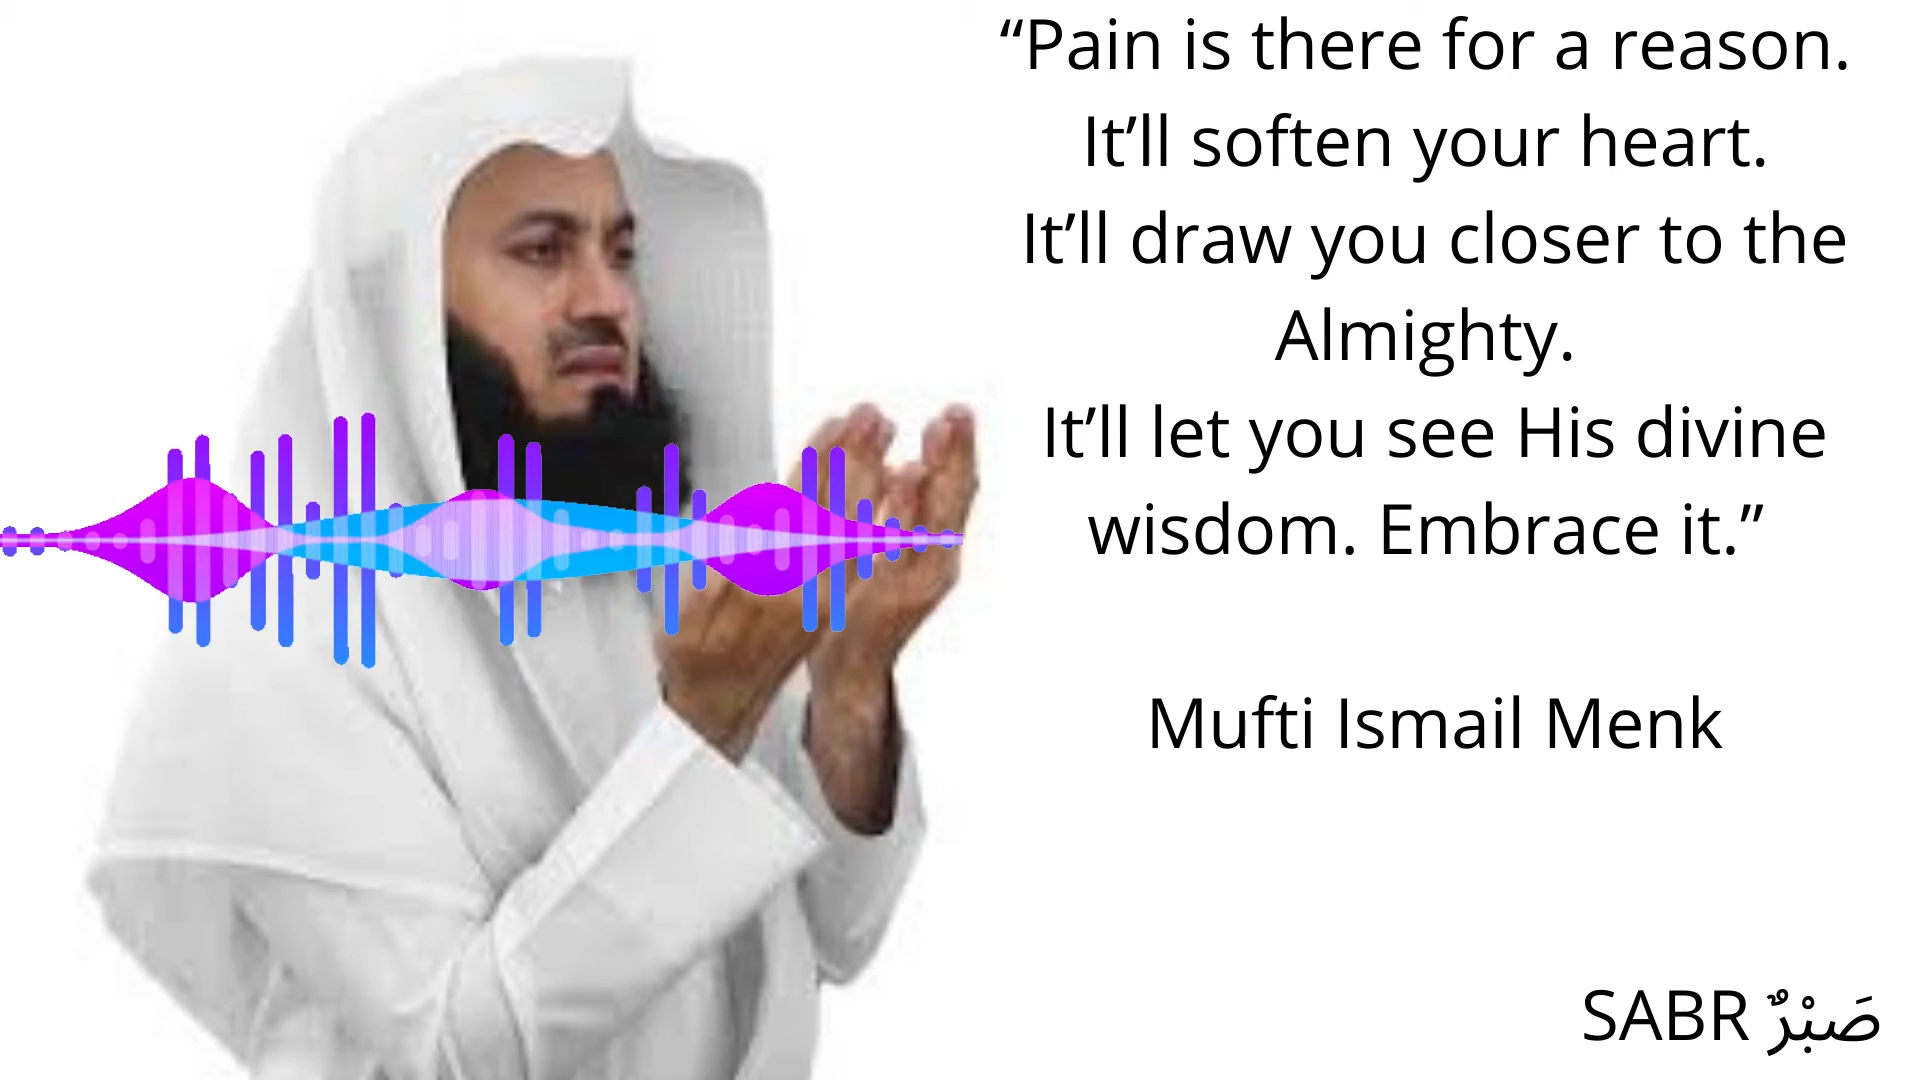 “Pain is there for a reason.
It’ll soften your heart.
It’ll draw you closer to the
Almighty.
It’ll let you see His divine
wisdom. Embrace it.”
Mufti Ismail Menk
SABR صَبْرٌ